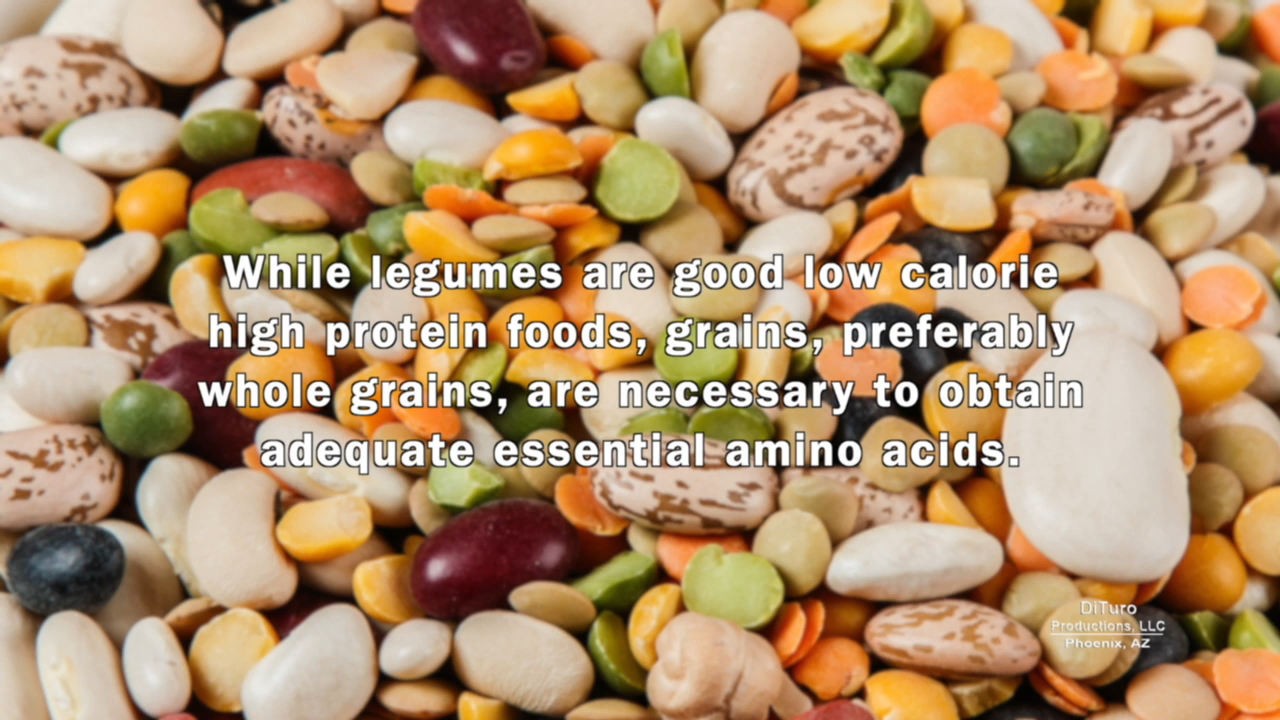 While legumes are good low calorie
high protein foods, grains, preferably
whole grains, are necessary to obtain
adequate essential amino acids.
DiTuro
Productions, LLC
Phoenix, AZ